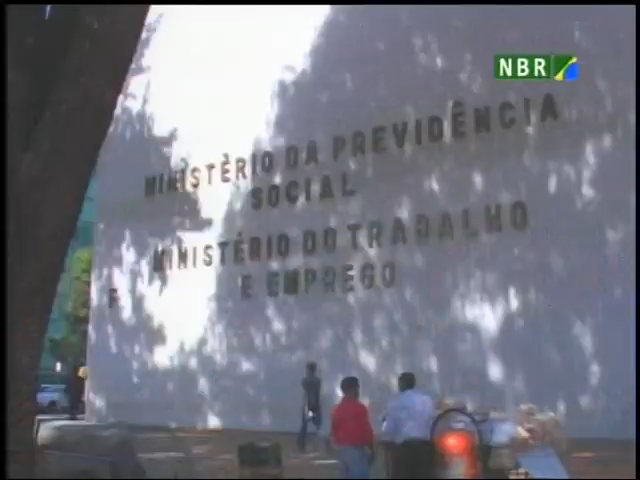 NBR
MINISTÉRIO DA PREVIDÊNCIA
SOCIAL
MINISTÉRIO DO TRABALHO
E EMPREGO
F